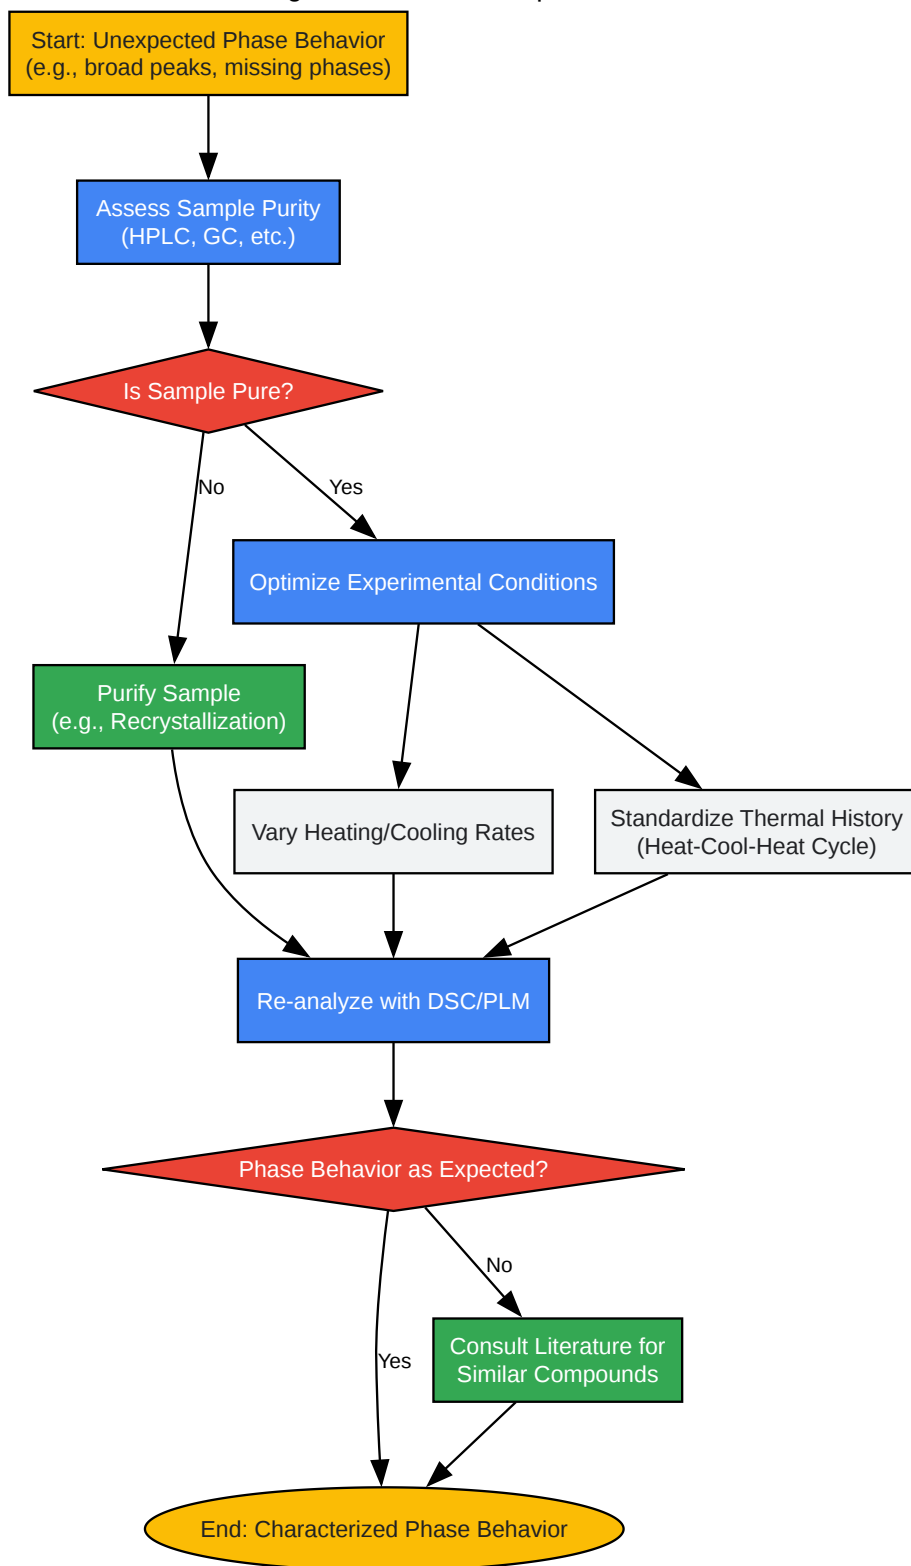 Start: Unexpected Phase Behavior
(e.g., broad peaks, missing phases)
Assess Sample Purity
(HPLC, GC, etc.)
Is Sample Pure?
No
Yes
Optimize Experimental Conditions
Purify Sample
(e.g., Recrystallization)
Vary Heating/Cooling Rates
Standardize Thermal History
(Heat-Cool-Heat Cycle)
Re-analyze with DSC/PLM
Phase Behavior as Expected?
No
Yes
Consult Literature for
Similar Compounds
End: Characterized Phase Behavior